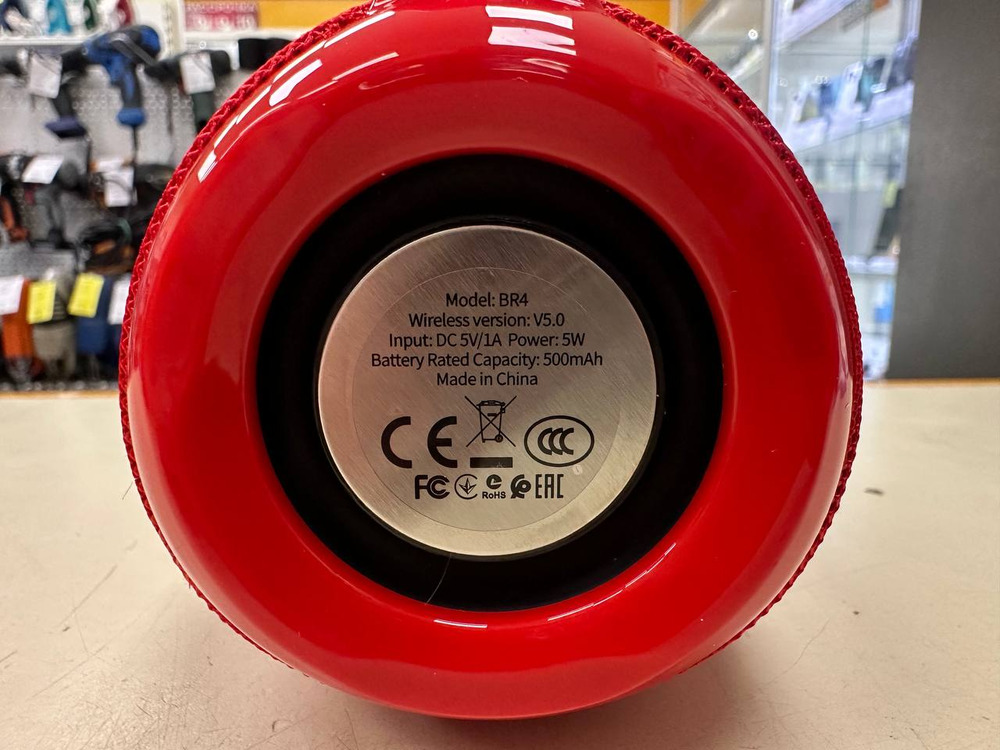 Model: BR4
Wireless version: V5.0
Input: DC 5V/1A Power: 5W
Battery Rated Capacity: 500mAh
Made in China
CE CCC
FC RoHS EAC